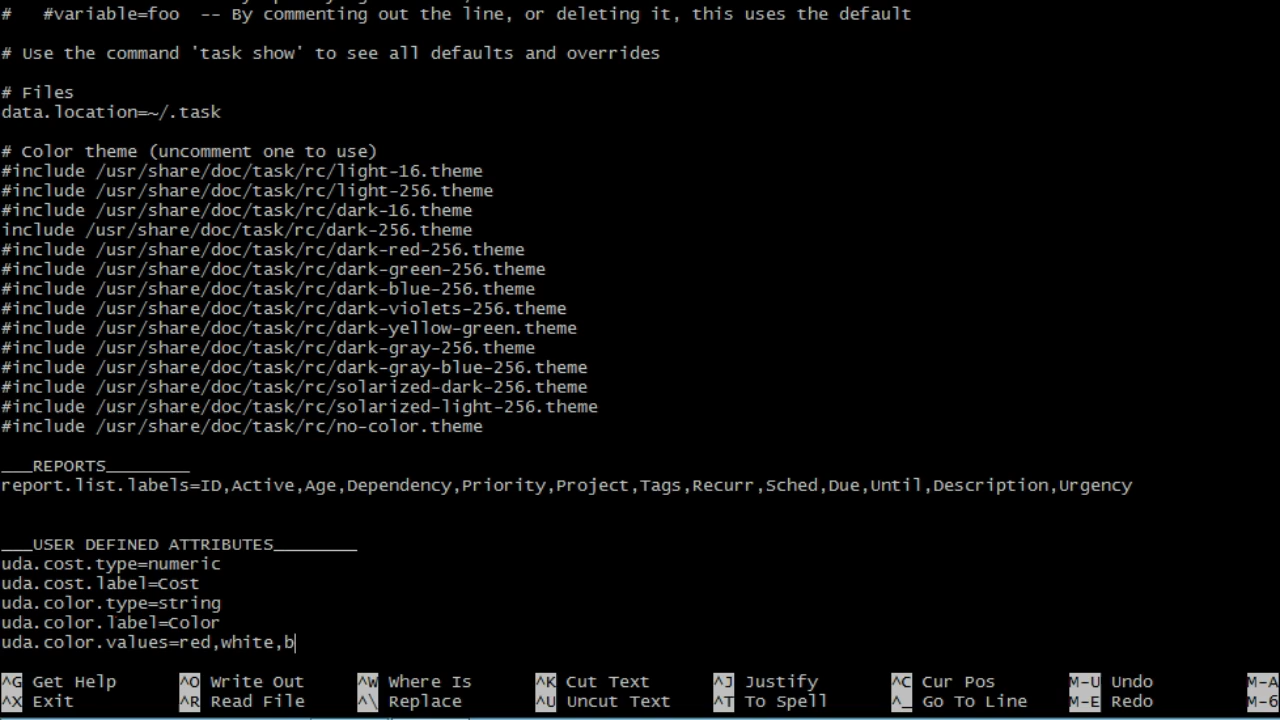 #   #variable=foo  -- By commenting out the line, or deleting it, this uses the default
# Use the command 'task show' to see all defaults and overrides
# Files
data.location=~/.task
# Color theme (uncomment one to use)
#include /usr/share/doc/task/rc/light-16.theme
#include /usr/share/doc/task/rc/light-256.theme
#include /usr/share/doc/task/rc/dark-16.theme
include /usr/share/doc/task/rc/dark-256.theme
#include /usr/share/doc/task/rc/dark-red-256.theme
#include /usr/share/doc/task/rc/dark-green-256.theme
#include /usr/share/doc/task/rc/dark-blue-256.theme
#include /usr/share/doc/task/rc/dark-violets-256.theme
#include /usr/share/doc/task/rc/dark-yellow-green.theme
#include /usr/share/doc/task/rc/dark-gray-256.theme
#include /usr/share/doc/task/rc/dark-gray-blue-256.theme
#include /usr/share/doc/task/rc/solarized-dark-256.theme
#include /usr/share/doc/task/rc/solarized-light-256.theme
#include /usr/share/doc/task/rc/no-color.theme
___REPORTS________
report.list.labels=ID,Active,Age,Dependency,Priority,Project,Tags,Recurr,Sched,Due,Until,Description,Urgency
___USER DEFINED ATTRIBUTES________
uda.cost.type=numeric
uda.cost.label=Cost
uda.color.type=string
uda.color.label=Color
uda.color.values=red,white,b
^G Get Help ^O Write Out ^W Where Is ^K Cut Text ^J Justify ^C Cur Pos M-U Undo M-A
^X Exit ^R Read File ^\ Replace ^U Uncut Text ^T To Spell ^_ Go To Line M-E Redo M-6